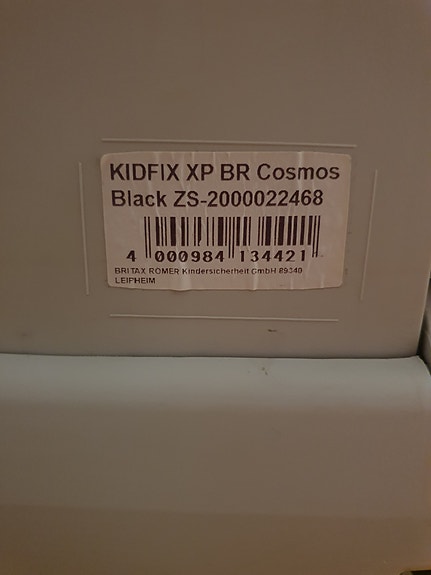 KIDFIX XP BR Cosmos
Black ZS-2000022468
4 000984 134421
BRITAX RÖMER Kindersicherheit GmbH 89340
LEIPHEIM